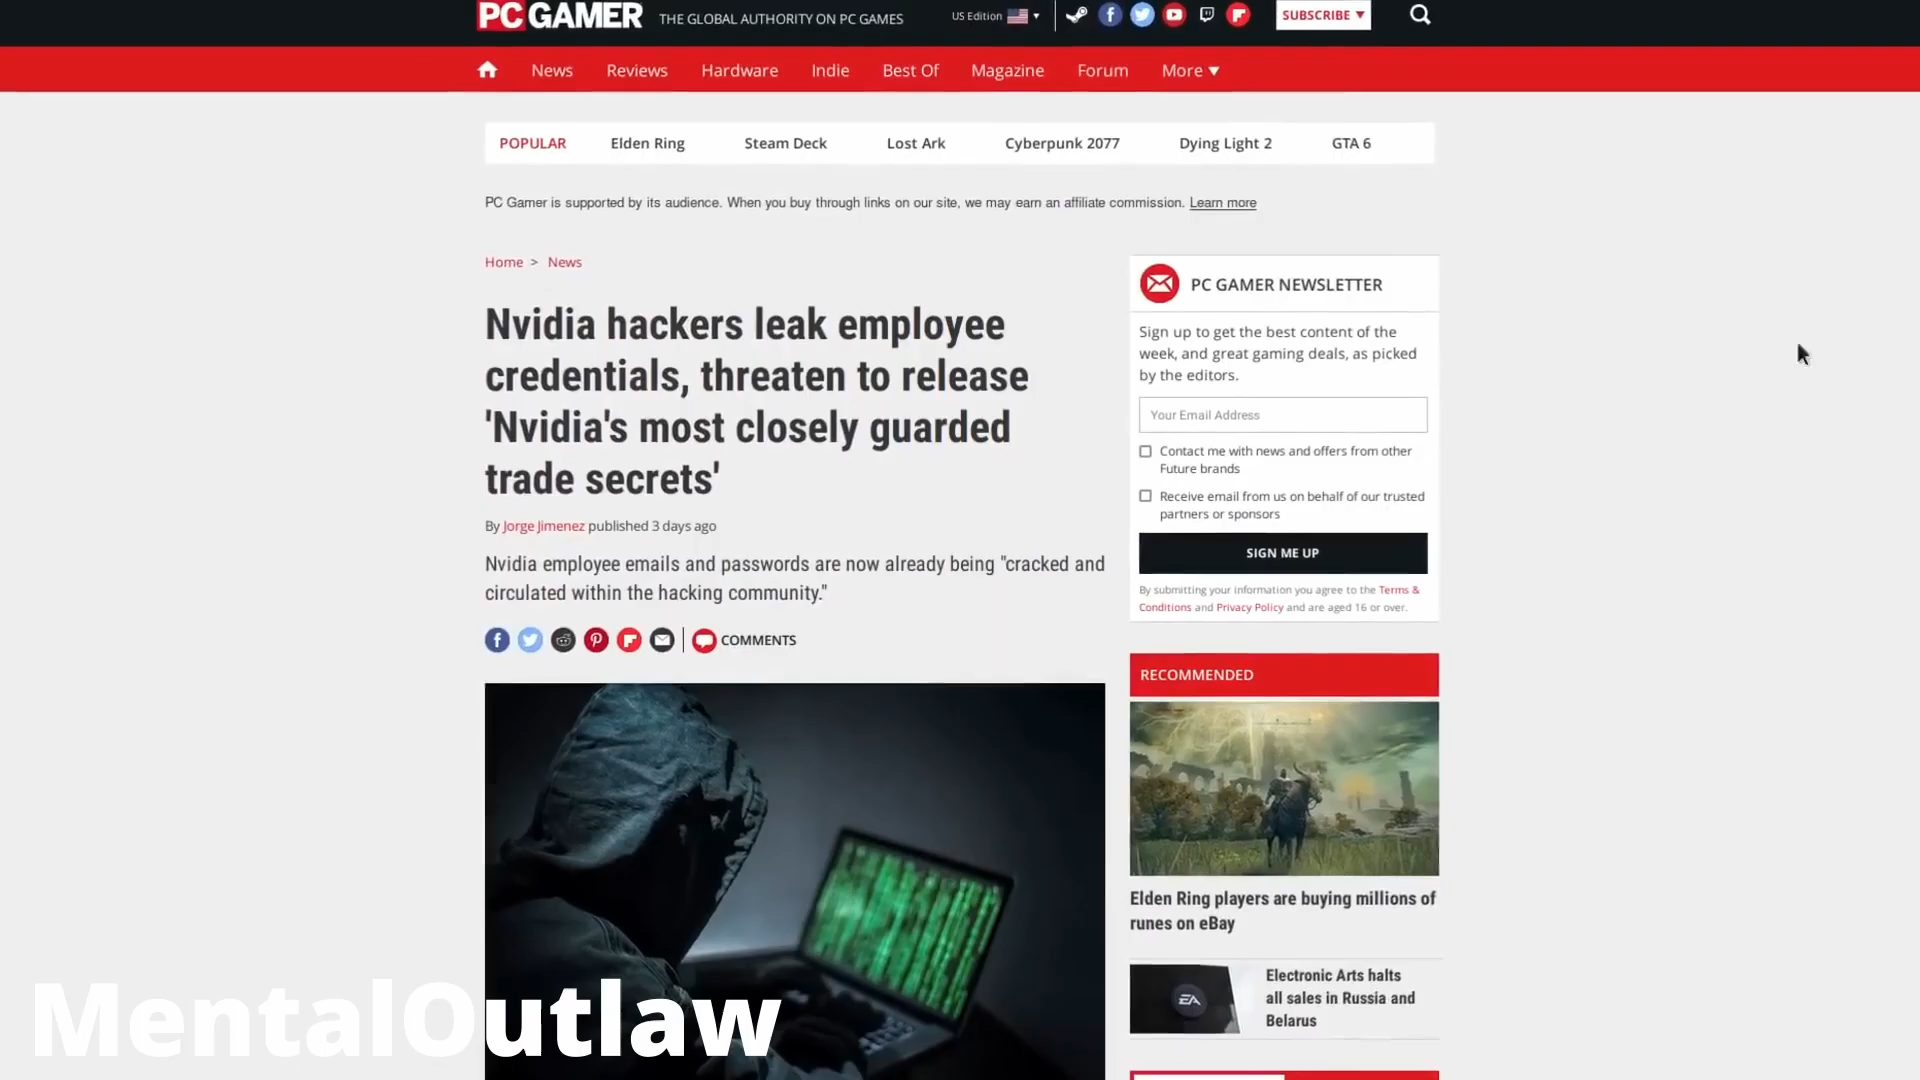 PC GAMER THE GLOBAL AUTHORITY ON PC GAMES US Edition SUBSCRIBE
News Reviews Hardware Indie Best Of Magazine Forum More
POPULAR Elden Ring Steam Deck Lost Ark Cyberpunk 2077 Dying Light 2 GTA 6
PC Gamer is supported by its audience. When you buy through links on our site, we may earn an affiliate commission. Learn more
Home > News
Nvidia hackers leak employee
credentials, threaten to release
'Nvidia's most closely guarded
trade secrets'
By Jorge Jimenez published 3 days ago
Nvidia employee emails and passwords are now already being "cracked and
circulated within the hacking community."
COMMENTS
PC GAMER NEWSLETTER
Sign up to get the best content of the
week, and great gaming deals, as picked
by the editors.
Your Email Address
Contact me with news and offers from other
Future brands
Receive email from us on behalf of our trusted
partners or sponsors
SIGN ME UP
By submitting your information you agree to the Terms &
Conditions and Privacy Policy and are aged 16 or over.
RECOMMENDED
Elden Ring players are buying millions of
runes on eBay
EA
Electronic Arts halts
all sales in Russia and
Belarus
MentalOutlaw